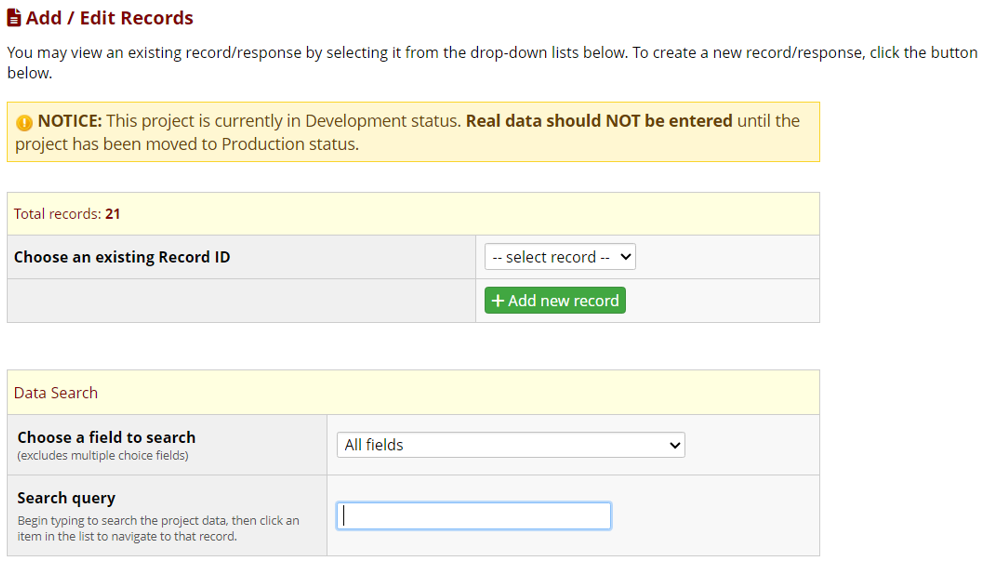 Add / Edit Records
You may view an existing record/response by selecting it from the drop-down lists below. To create a new record/response, click the button
below.
NOTICE: This project is currently in Development status. Real data should NOT be entered until the
project has been moved to Production status.
Total records: 21
Choose an existing Record ID
-- select record --
+ Add new record
Data Search
Choose a field to search
(excludes multiple choice fields)
All fields
Search query
Begin typing to search the project data, then click an
item in the list to navigate to that record.